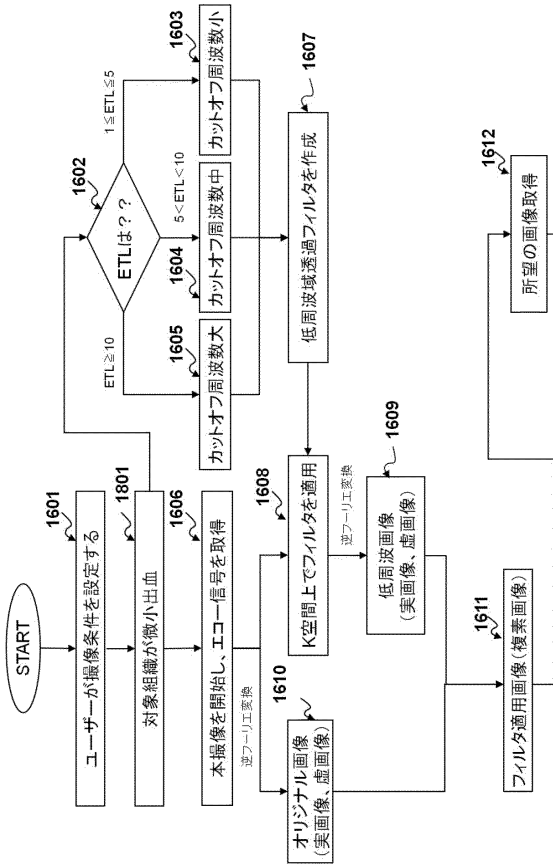 START
1601
ユーザーが撮像条件を設定する
1801
対象組織が微小出血
1606
本撮像を開始し、エコー信号を取得
1602
ETLは??
1≦ETL≦5
5<ETL<10
ETL≧10
1603
カットオフ周波数小
1604
カットオフ周波数中
1605
カットオフ周波数大
1607
低周波域透過フィルタを作成
1608
K空間上でフィルタを適用
逆フーリエ変換
逆フーリエ変換
1609
低周波画像
(実画像、虚画像)
1610
オリジナル画像
(実画像、虚画像)
1611
フィルタ適用画像(複素画像)
1612
所望の画像取得